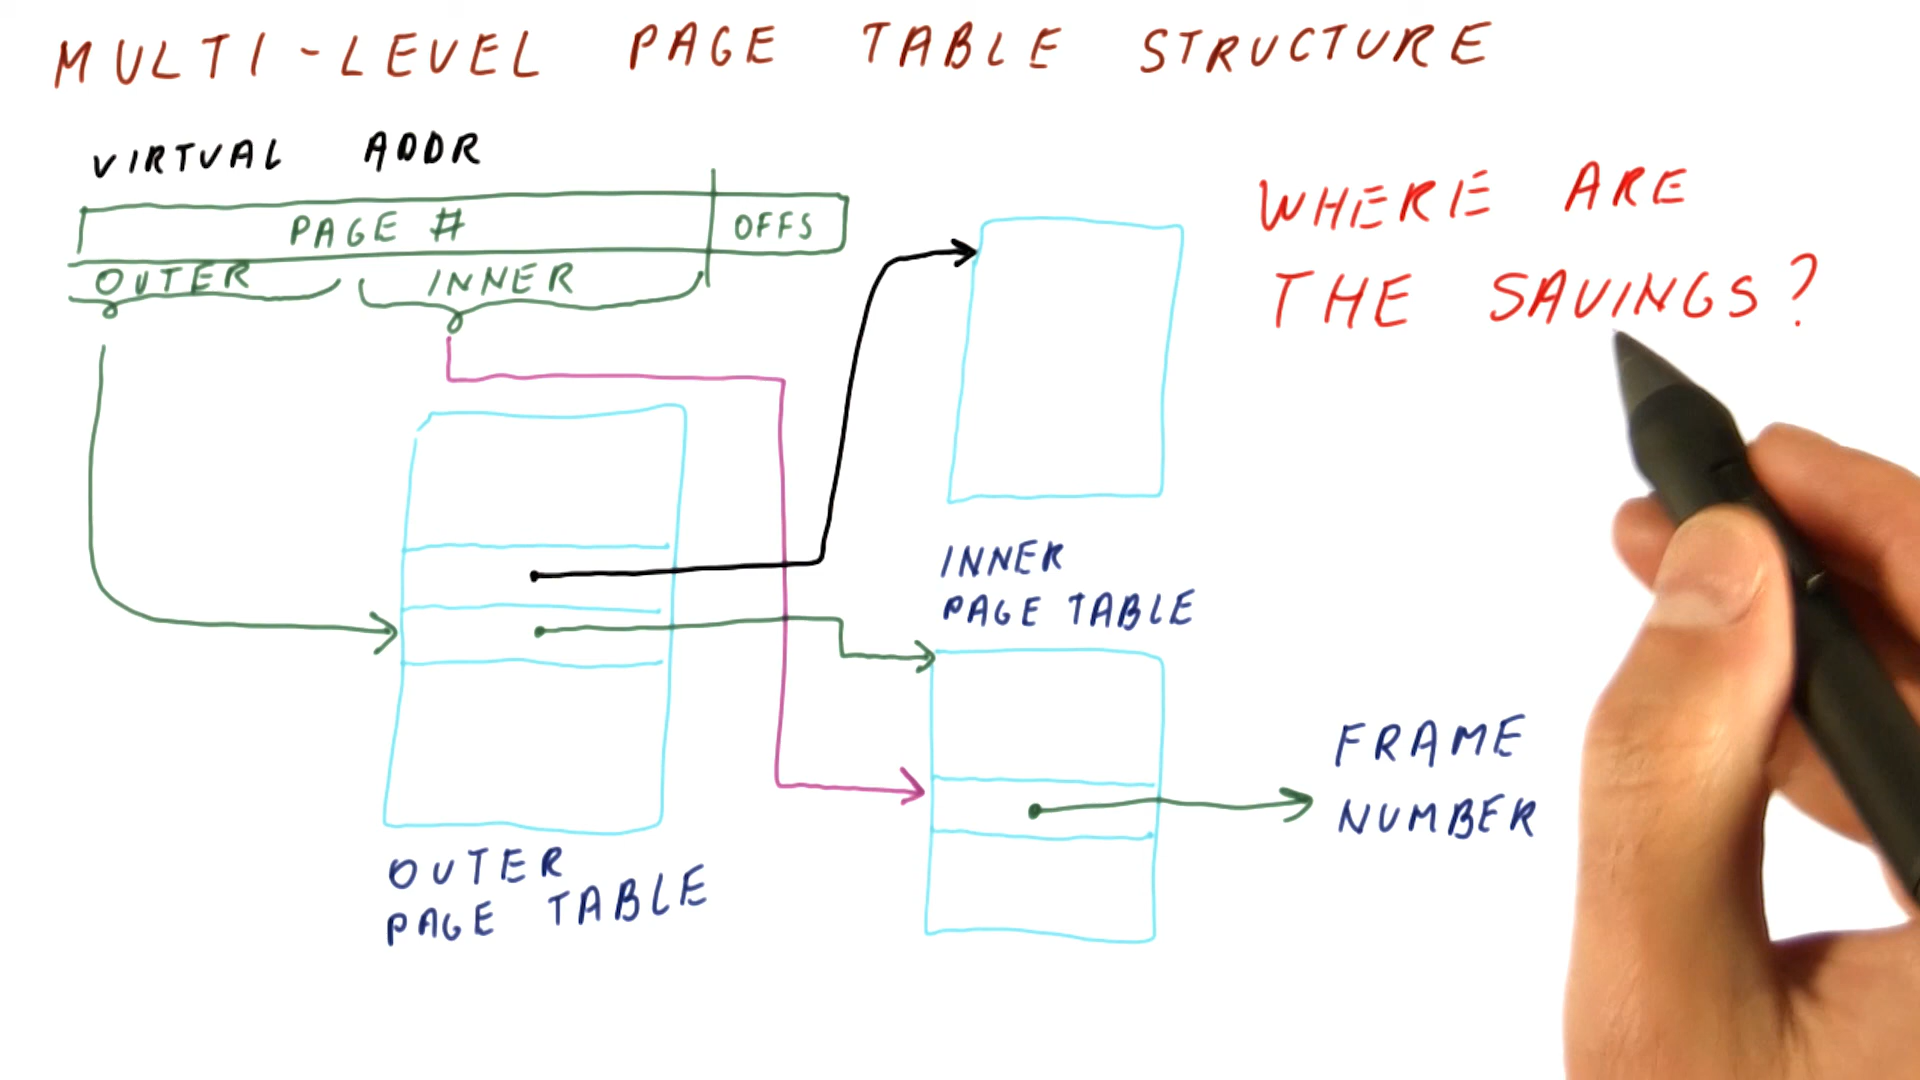 MULTI-LEVEL PAGE TABLE STRUCTURE
VIRTUAL ADDR
PAGE # OFFS
OUTER INNER
WHERE ARE
THE SAVINGS?
INNER
PAGE TABLE
FRAME
NUMBER
OUTER
PAGE TABLE